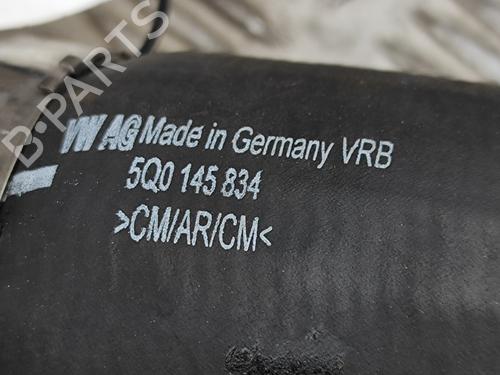 B-PARTS
VW AG Made in Germany VRB
5Q0 145 834
>CM/AR/CM<